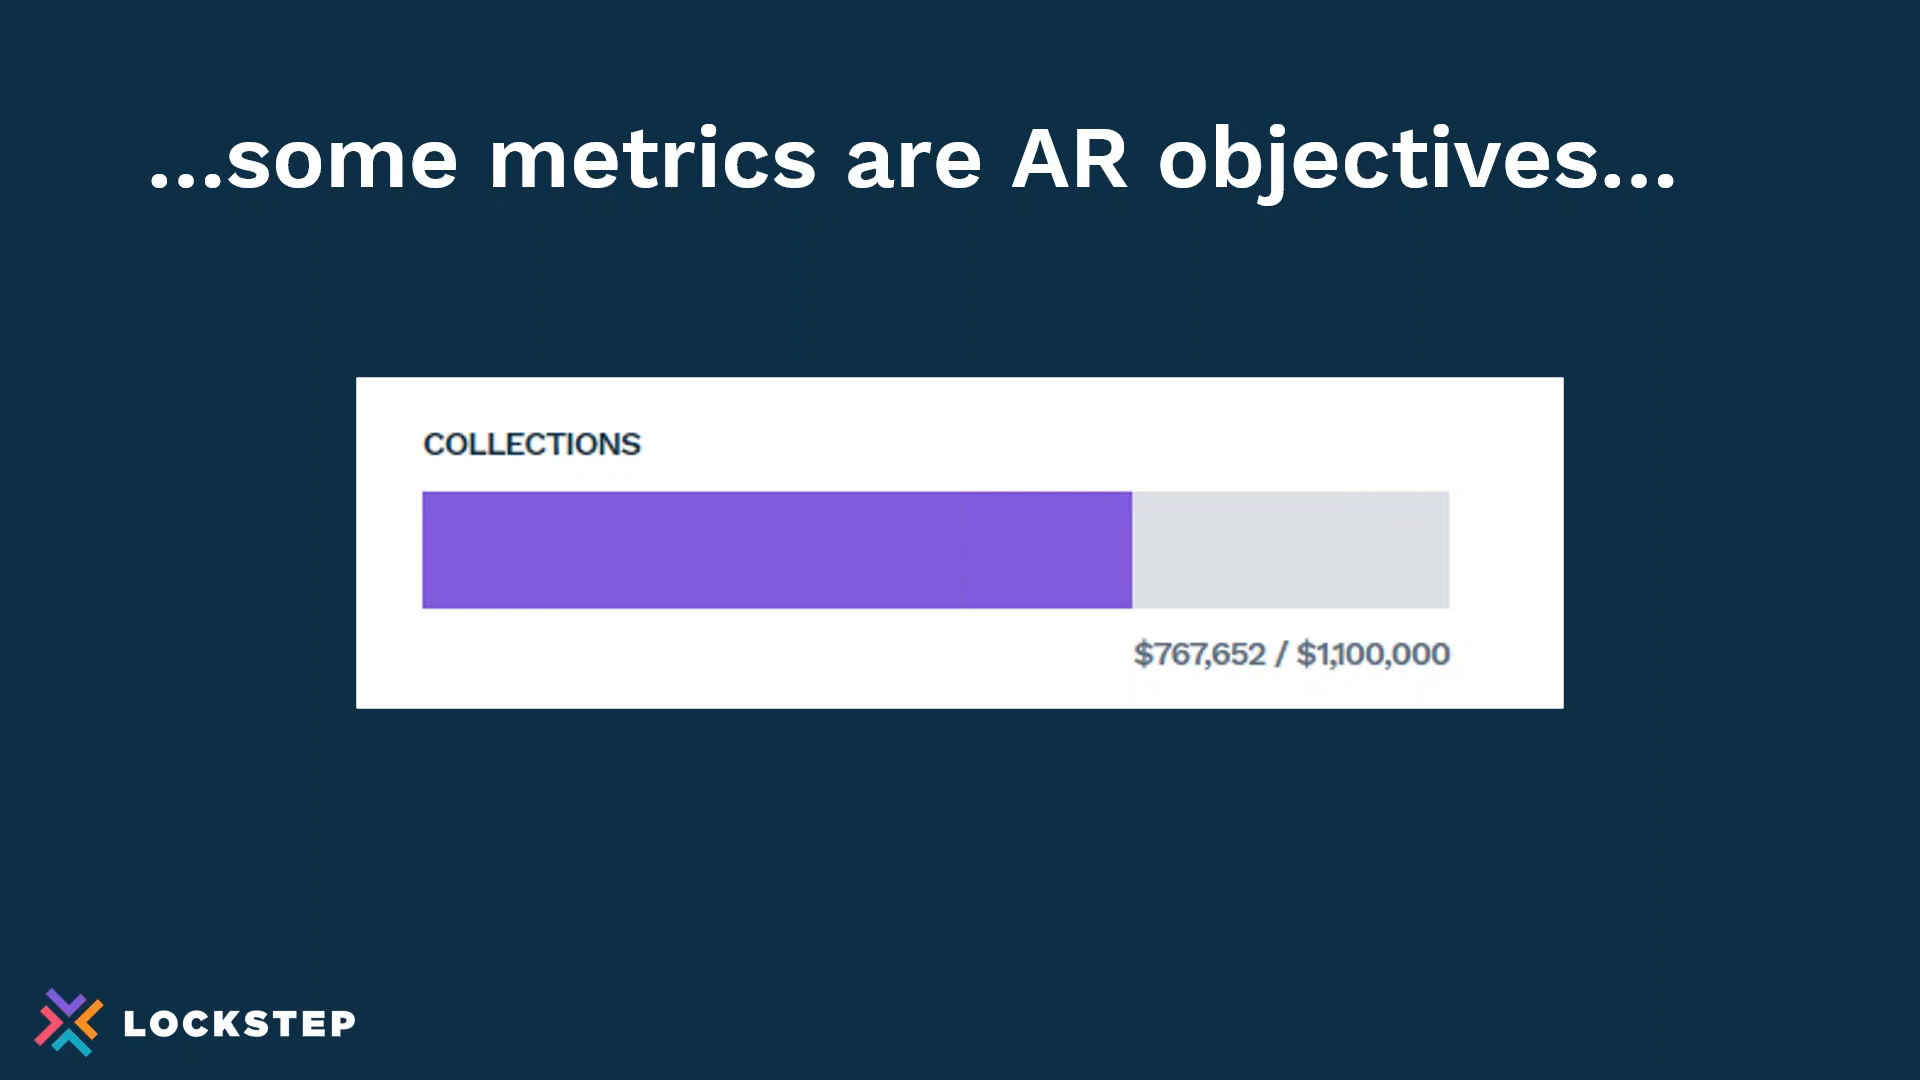 ...some metrics are AR objectives...
COLLECTIONS
$767,652 / $1,100,000
LOCKSTEP